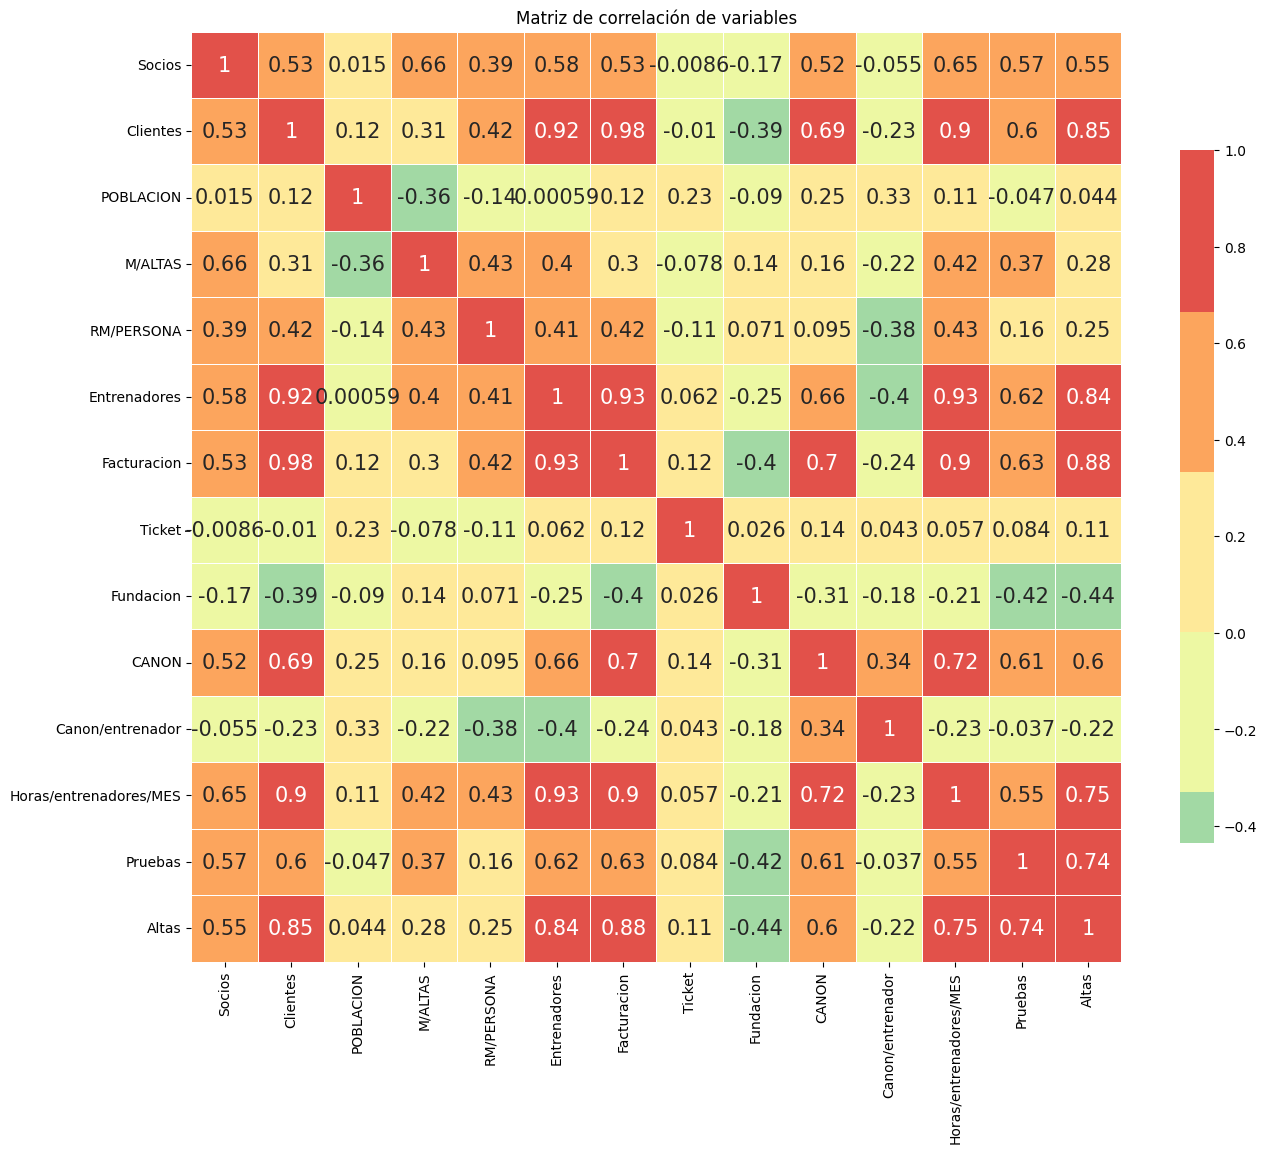 Matriz de correlación de variables
Socios 1 0.53 0.015 0.66 0.39 0.58 0.53 -0.0086 -0.17 0.52 -0.055 0.65 0.57 0.55
Clientes 0.53 1 0.12 0.31 0.42 0.92 0.98 -0.01 -0.39 0.69 -0.23 0.9 0.6 0.85
POBLACION 0.015 0.12 1 -0.36 -0.14 0.00059 0.12 0.23 -0.09 0.25 0.33 0.11 -0.047 0.044
M/ALTAS 0.66 0.31 -0.36 1 0.43 0.4 0.3 -0.078 0.14 0.16 -0.22 0.42 0.37 0.28
RM/PERSONA 0.39 0.42 -0.14 0.43 1 0.41 0.42 -0.11 0.071 0.095 -0.38 0.43 0.16 0.25
Entrenadores 0.58 0.92 0.00059 0.4 0.41 1 0.93 0.062 -0.25 0.66 -0.4 0.93 0.62 0.84
Facturacion 0.53 0.98 0.12 0.3 0.42 0.93 1 0.12 -0.4 0.7 -0.24 0.9 0.63 0.88
Ticket -0.0086 -0.01 0.23 -0.078 -0.11 0.062 0.12 1 0.026 0.14 0.043 0.057 0.084 0.11
Fundacion -0.17 -0.39 -0.09 0.14 0.071 -0.25 -0.4 0.026 1 -0.31 -0.18 -0.21 -0.42 -0.44
CANON 0.52 0.69 0.25 0.16 0.095 0.66 0.7 0.14 -0.31 1 0.34 0.72 0.61 0.6
Canon/entrenador -0.055 -0.23 0.33 -0.22 -0.38 -0.4 -0.24 0.043 -0.18 0.34 1 -0.23 -0.037 -0.22
Horas/entrenadores/MES 0.65 0.9 0.11 0.42 0.43 0.93 0.9 0.057 -0.21 0.72 -0.23 1 0.55 0.75
Pruebas 0.57 0.6 -0.047 0.37 0.16 0.62 0.63 0.084 -0.42 0.61 -0.037 0.55 1 0.74
Altas 0.55 0.85 0.044 0.28 0.25 0.84 0.88 0.11 -0.44 0.6 -0.22 0.75 0.74 1
Socios
Clientes
POBLACION
M/ALTAS
RM/PERSONA
Entrenadores
Facturacion
Ticket
Fundacion
CANON
Canon/entrenador
Horas/entrenadores/MES
Pruebas
Altas
1.0
0.8
0.6
0.4
0.2
0.0
−0.2
−0.4